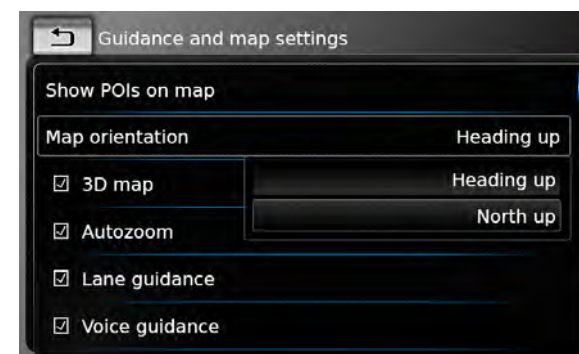 Guidance and map settings
Show POIs on map
Map orientation Heading up
3D map Heading up
Autozoom North up
Lane guidance
Voice guidance